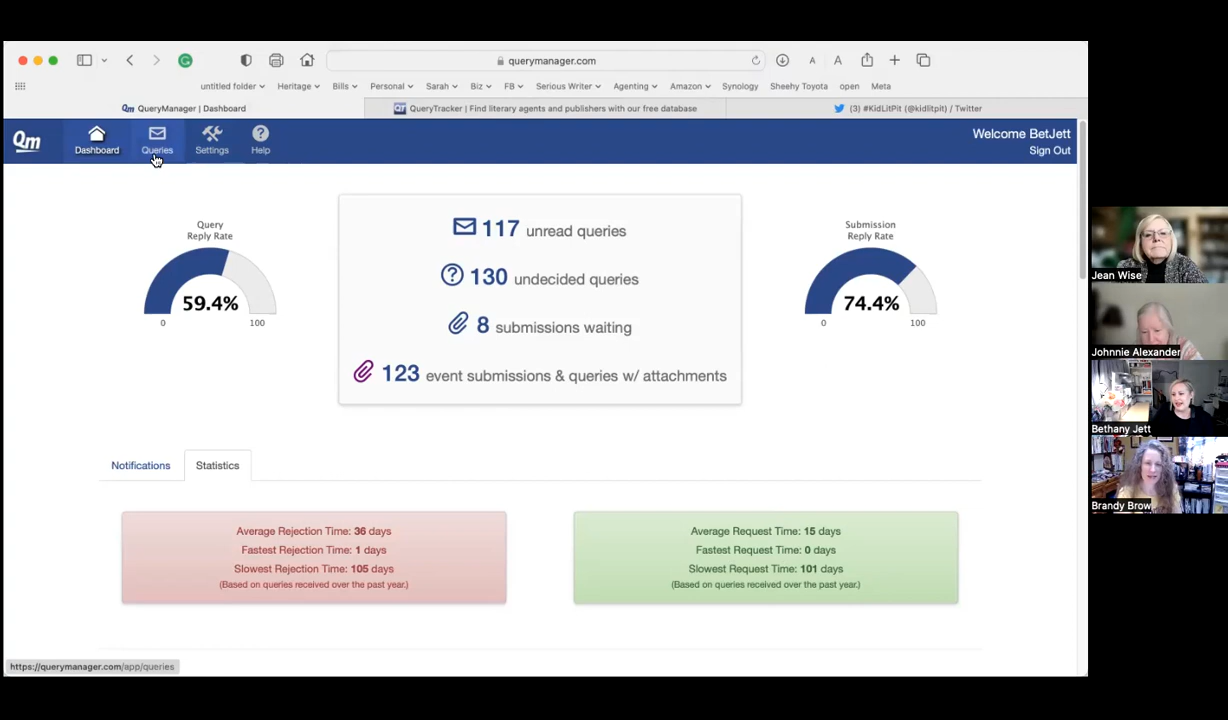 querymanager.com
A
A
untitled folder
Heritage
Bills
Personal
Sarah
Biz
FB
Serious Writer
Agenting
Amazon
Synology
Sheehy Toyota
open
Meta
Qm QueryManager | Dashboard
QT QueryTracker | Find literary agents and publishers with our free database
(3) #KidLitPit (@kidlitpit) / Twitter
Qm
Dashboard
Queries
Settings
Help
Welcome BetJett
Sign Out
Query
Reply Rate
59.4%
0
100
117 unread queries
130 undecided queries
8 submissions waiting
123 event submissions & queries w/ attachments
Submission
Reply Rate
74.4%
0
100
Notifications
Statistics
Average Rejection Time: 36 days
Fastest Rejection Time: 1 days
Slowest Rejection Time: 105 days
(Based on queries received over the past year.)
Average Request Time: 15 days
Fastest Request Time: 0 days
Slowest Request Time: 101 days
(Based on queries received over the past year.)
https://querymanager.com/app/queries
Jean Wise
Johnnie Alexander
Bethany Jett
Brandy Brow